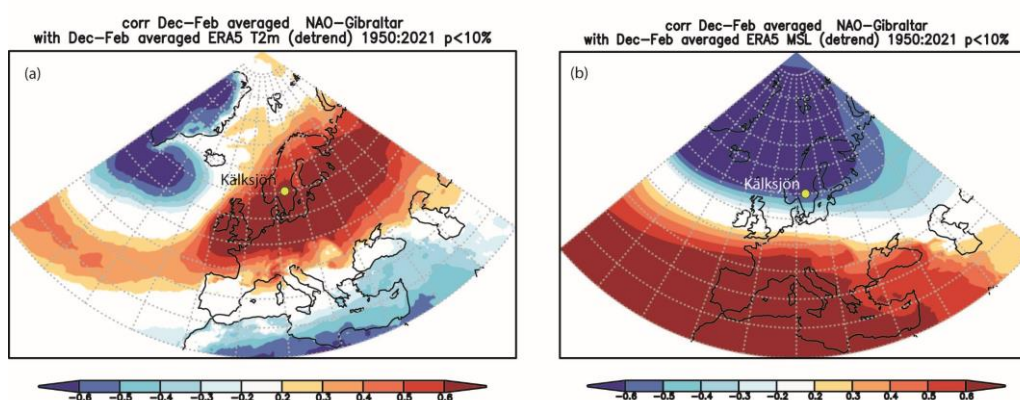 corr Dec-Feb averaged NAO-Gibraltar
with Dec-Feb averaged ERA5 T2m (detrend) 1950:2021 p<10%
(a)
Kälksjön
-0.6 -0.5 -0.4 -0.3 -0.2 0.2 0.3 0.4 0.5 0.6
corr Dec-Feb averaged NAO-Gibraltar
with Dec-Feb averaged ERA5 MSL (detrend) 1950:2021 p<10%
(b)
Kälksjön
-0.6 -0.5 -0.4 -0.3 -0.2 0.2 0.3 0.4 0.5 0.6